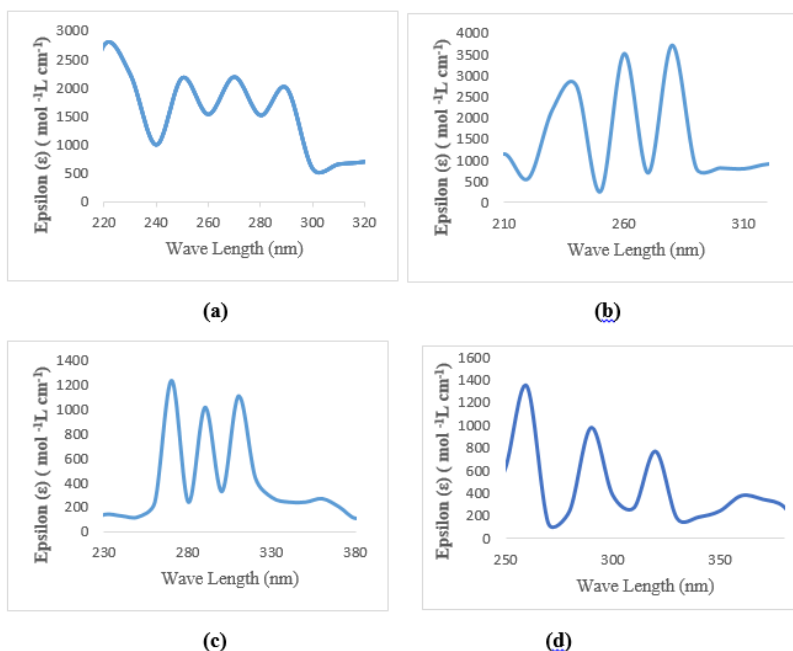 Epsilon (ε) ( mol -1L cm-1)
3000
2500
2000
1500
1000
500
0
220 240 260 280 300 320
Wave Length (nm)
(a)
Epsilon (ε) ( mol -1L cm-1)
4000
3500
3000
2500
2000
1500
1000
500
0
210 260 310
Wave Length (nm)
(b)
Epsilon (ε) ( mol -1L cm-1)
1400
1200
1000
800
600
400
200
0
230 280 330 380
Wave Length (nm)
(c)
Epsilon (ε) ( mol -1L cm-1)
1600
1400
1200
1000
800
600
400
200
0
250 300 350
Wave Length (nm)
(d)